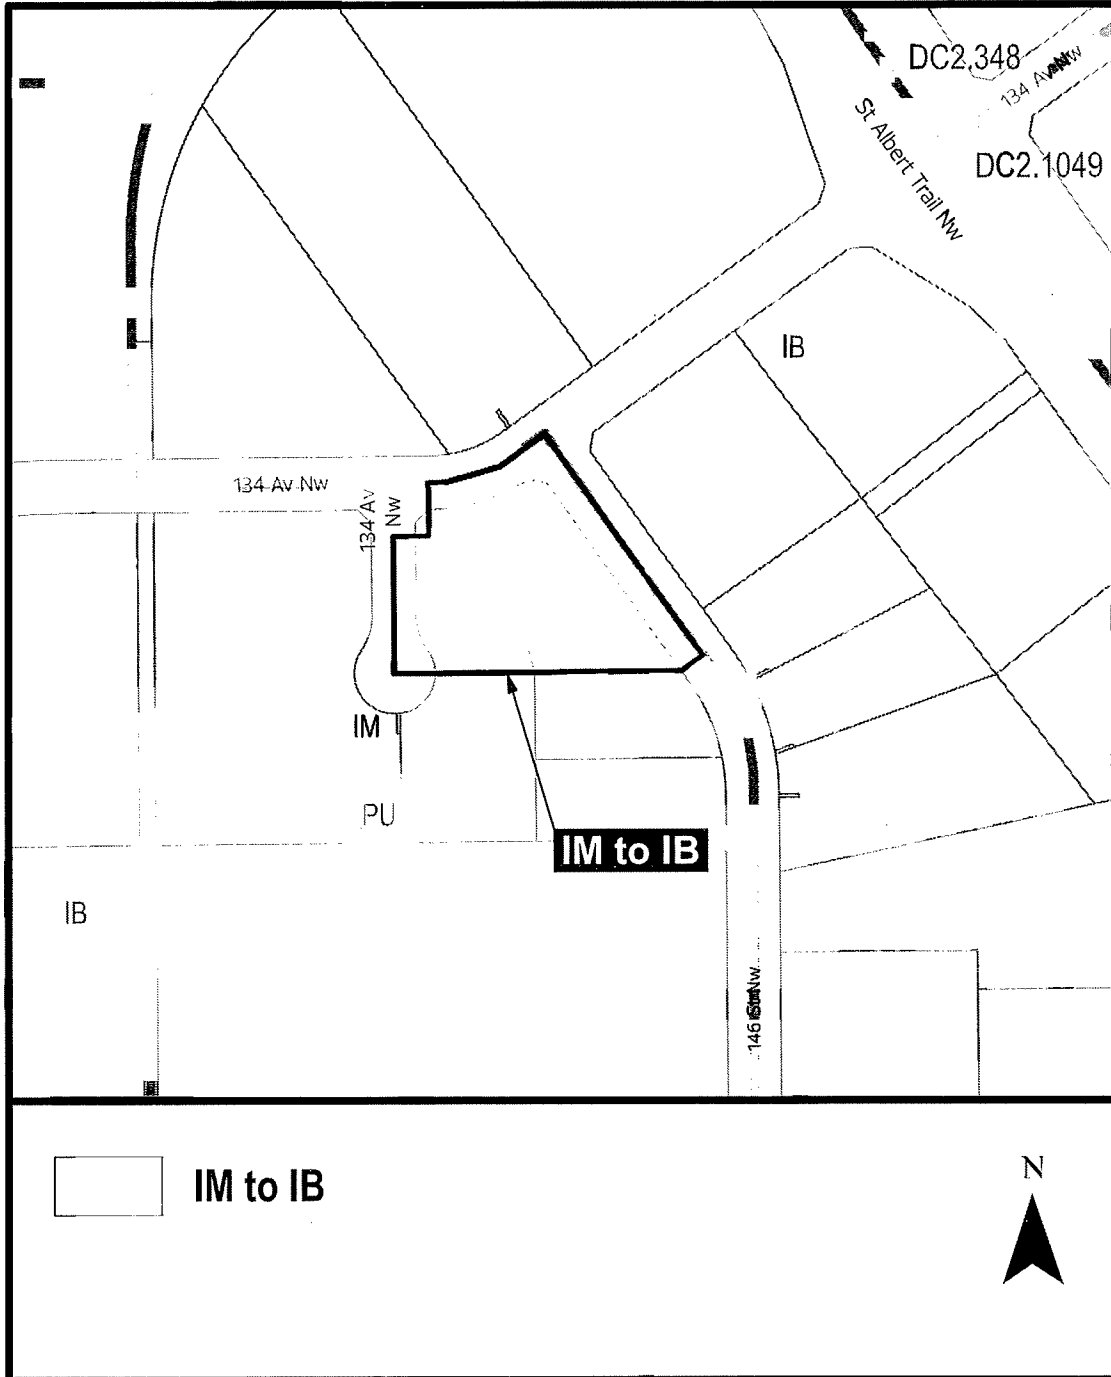 DC2.348
134 Av Nw
St Albert Trail Nw
DC2.1049
IB
134 Av Nw
134 Av
Nw
IM
PU
IM to IB
IB
146 St Nw
IM to IB
N